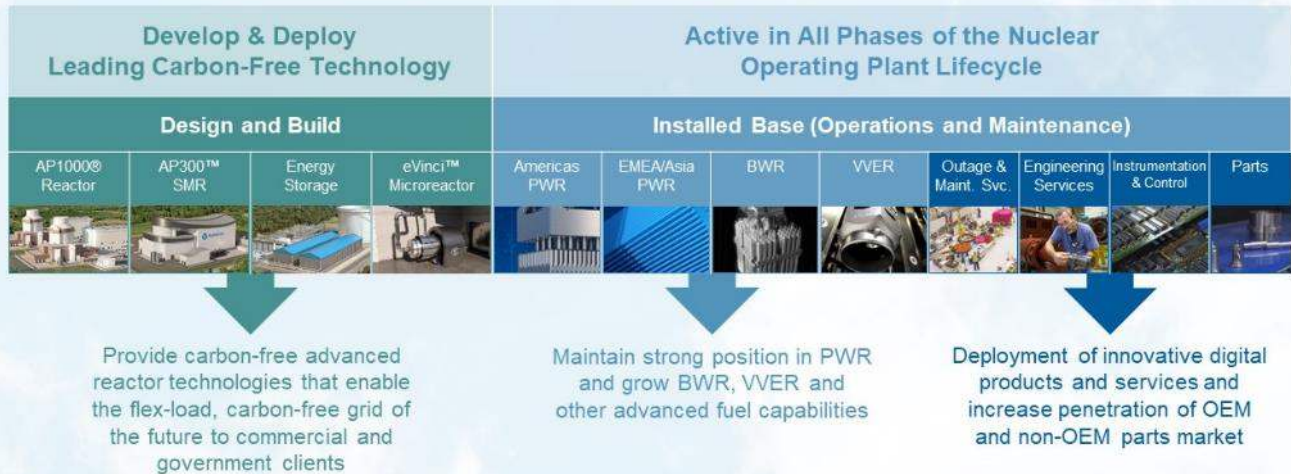 Develop & Deploy
Leading Carbon-Free Technology
Active in All Phases of the Nuclear
Operating Plant Lifecycle
Design and Build
Installed Base (Operations and Maintenance)
AP1000®
Reactor
AP300™
SMR
Energy
Storage
eVinci™
Microreactor
Americas
PWR
EMEA/Asia
PWR
BWR
VVER
Outage &
Maint. Svc.
Engineering
Services
Instrumentation
& Control
Parts
Provide carbon-free advanced
reactor technologies that enable
the flex-load, carbon-free grid of
the future to commercial and
government clients
Maintain strong position in PWR
and grow BWR, VVER and
other advanced fuel capabilities
Deployment of innovative digital
products and services and
increase penetration of OEM
and non-OEM parts market